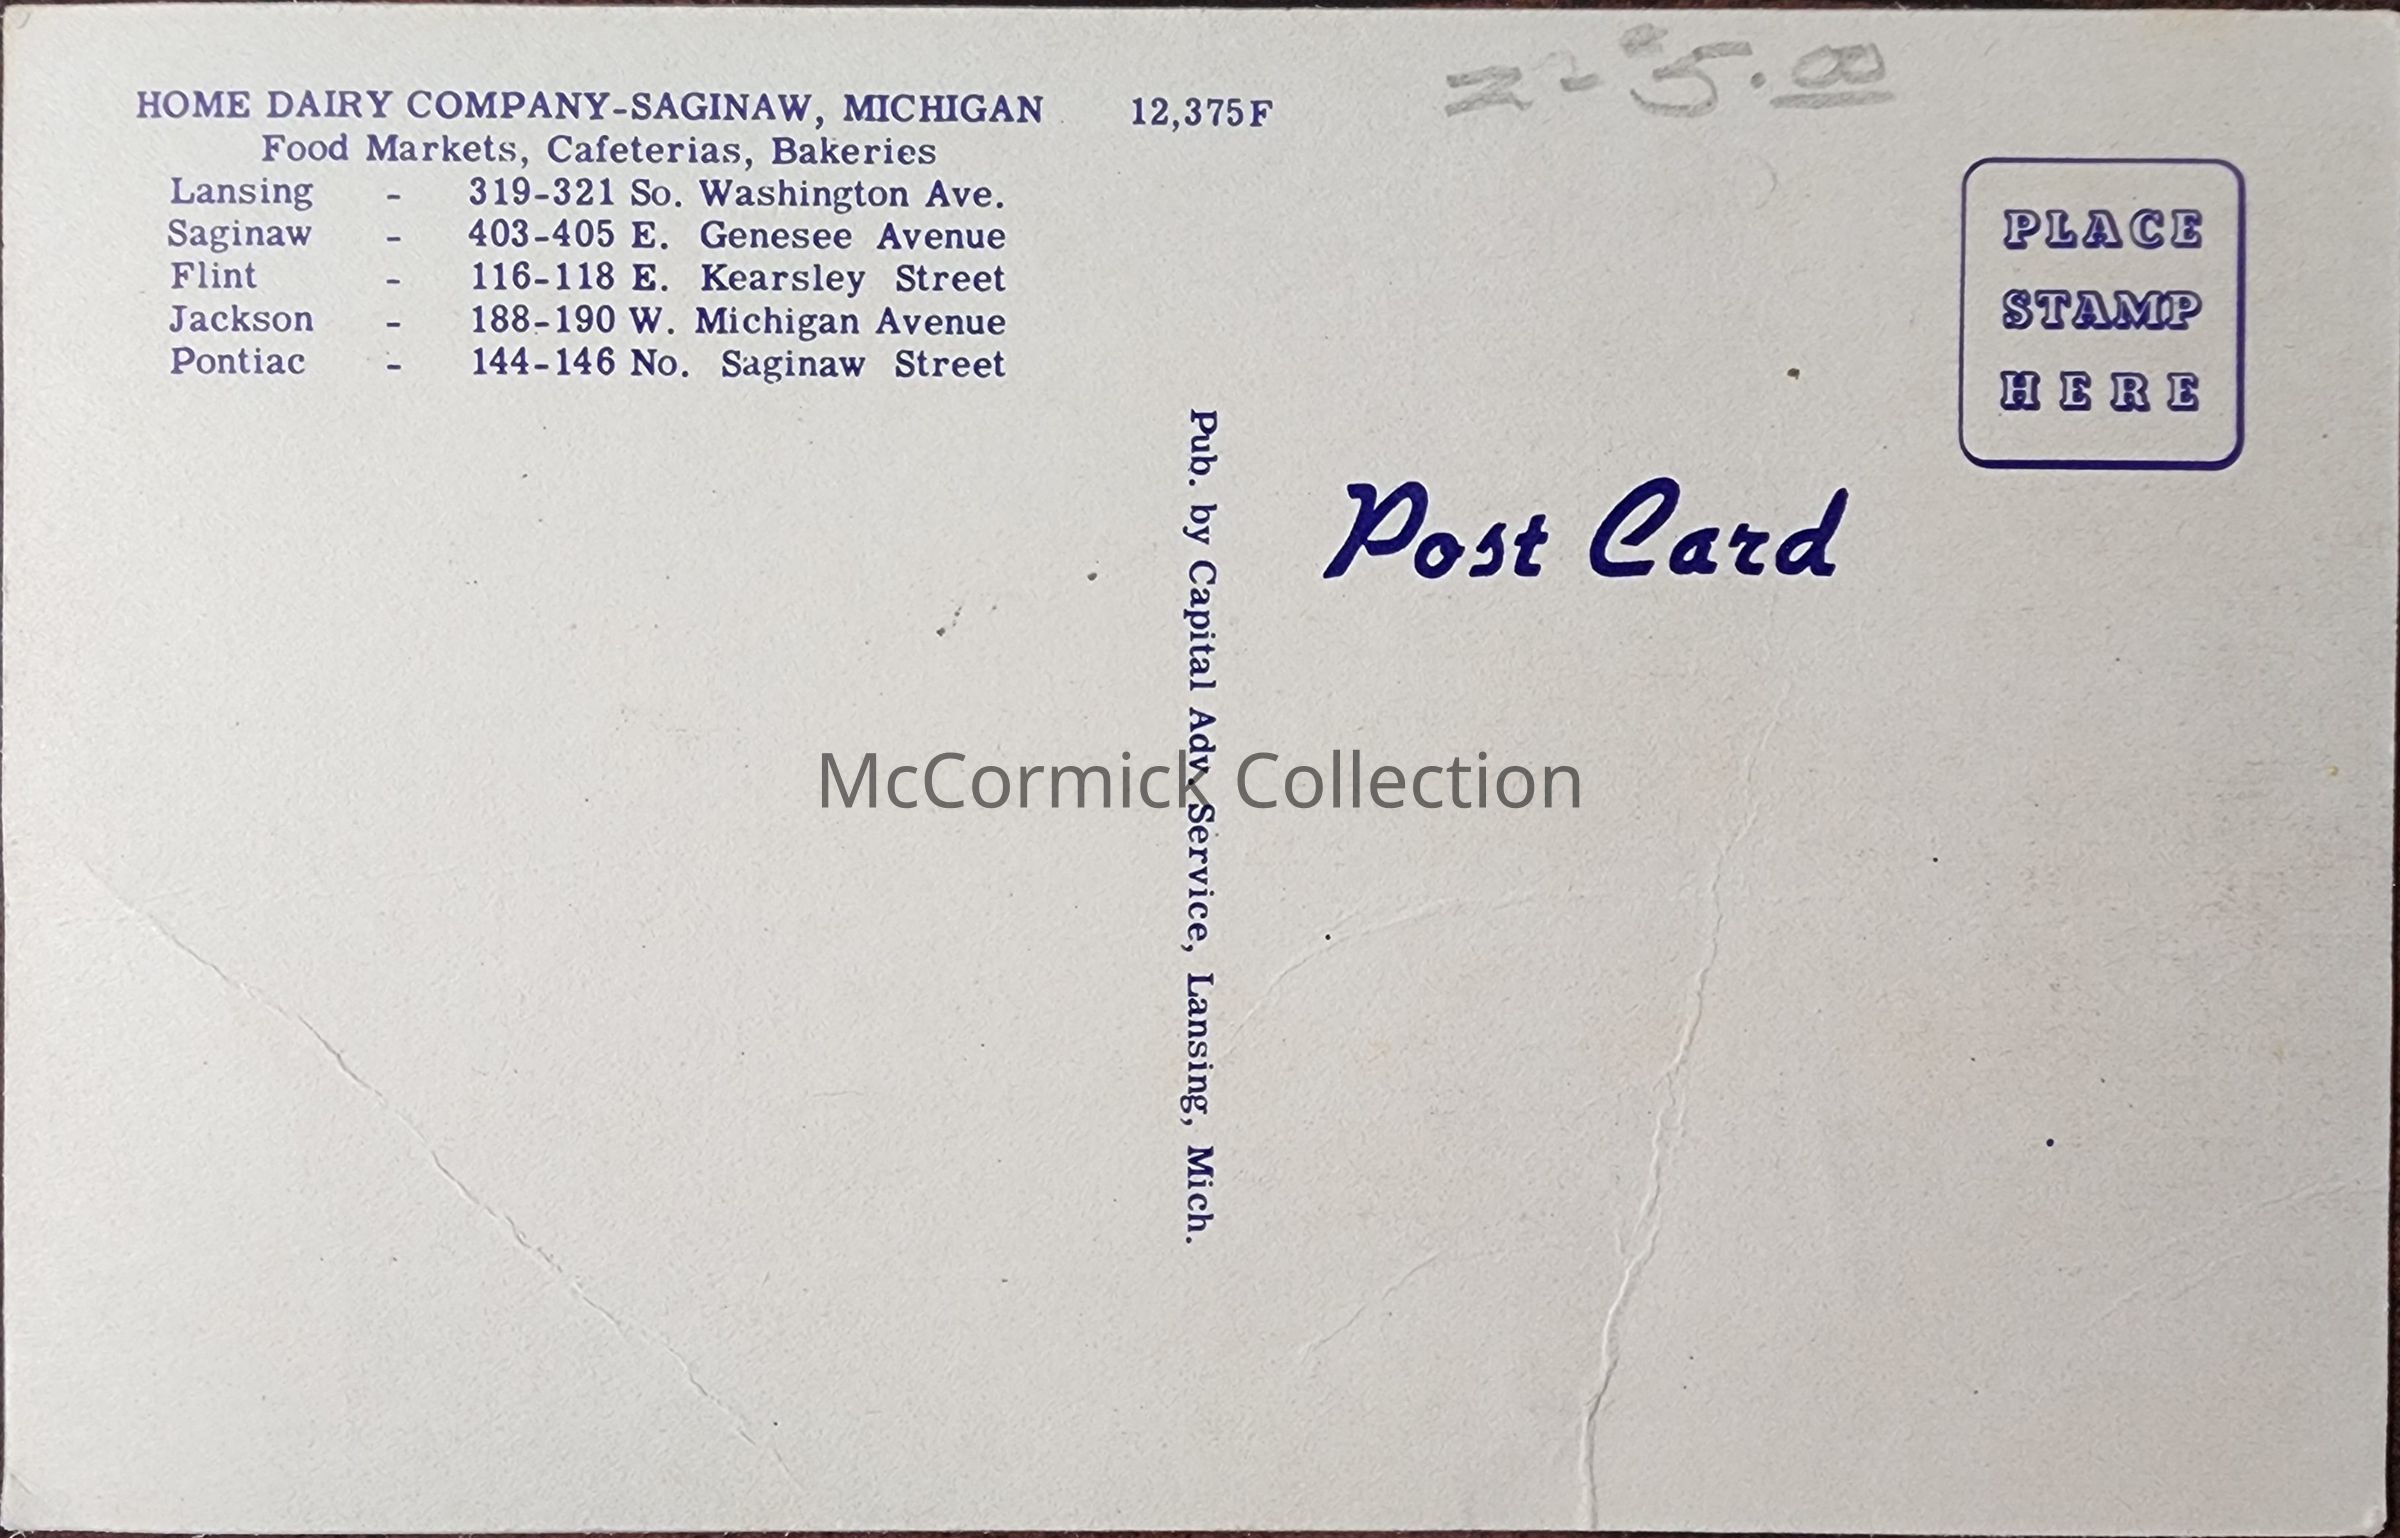 HOME DAIRY COMPANY-SAGINAW, MICHIGAN 12,375F
Food Markets, Cafeterias, Bakeries
Lansing - 319-321 So. Washington Ave.
Saginaw - 403-405 E. Genesee Avenue
Flint - 116-118 E. Kearsley Street
Jackson - 188-190 W. Michigan Avenue
Pontiac - 144-146 No. Saginaw Street
5.00
PLACE
STAMP
HERE
Post Card
Pub. by Capital Adv. Service, Lansing, Mich.
McCormick Collection